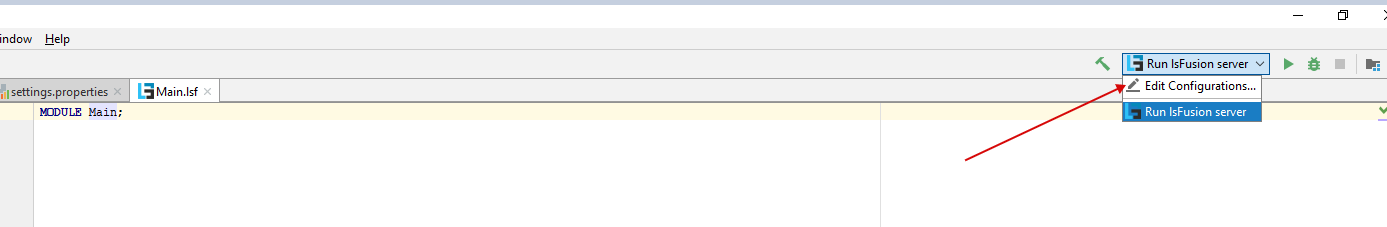 indow Help
Run lsFusion server
settings.properties Main.lsf
Edit Configurations...
MODULE Main;
Run lsFusion server